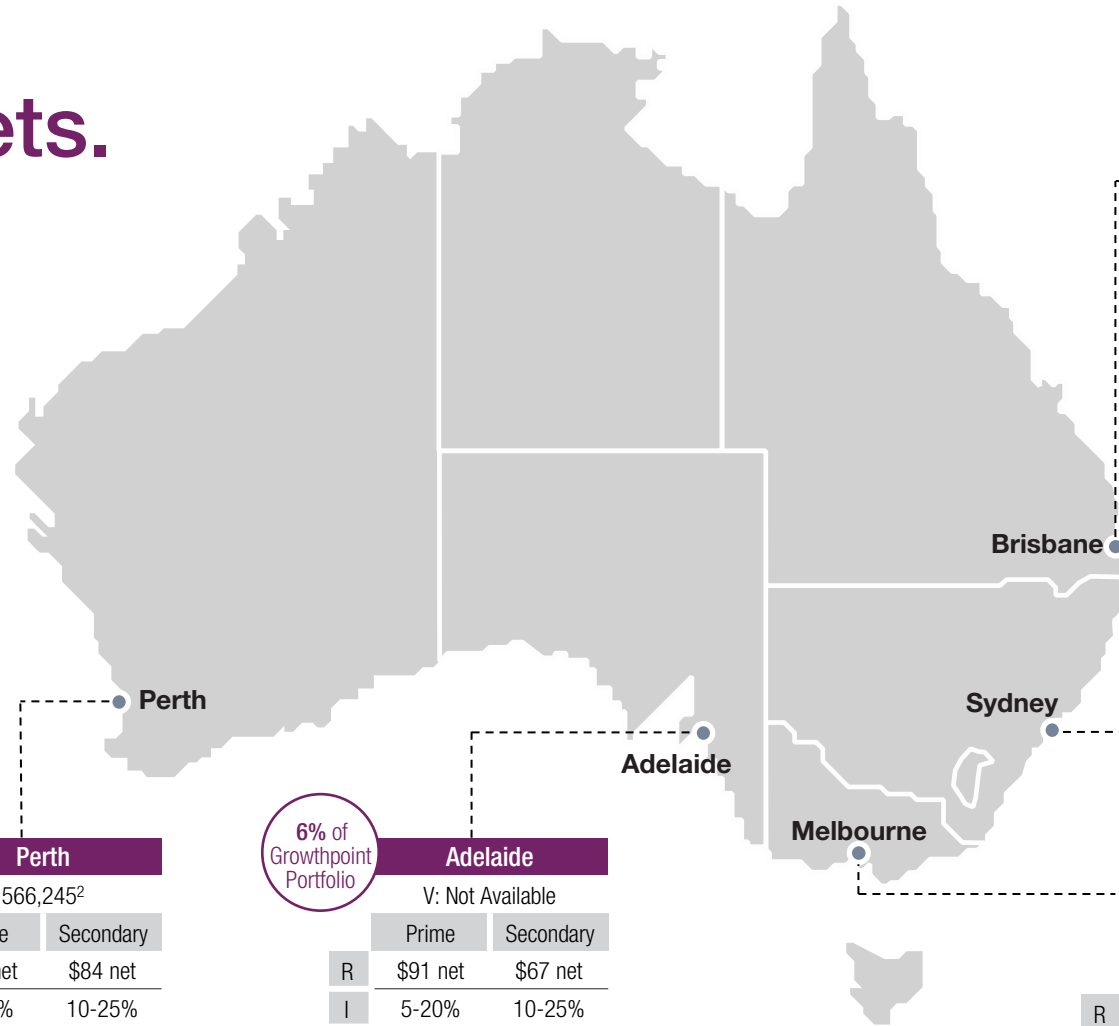 ets.
Brisbane
Perth
Sydney
Adelaide
Melbourne
Perth
566,245²
e Secondary
et $84 net
% 10-25%
6% of
Growthpoint
Portfolio
Adelaide
V: Not Available
Prime Secondary
R $91 net $67 net
I 5-20% 10-25%
R